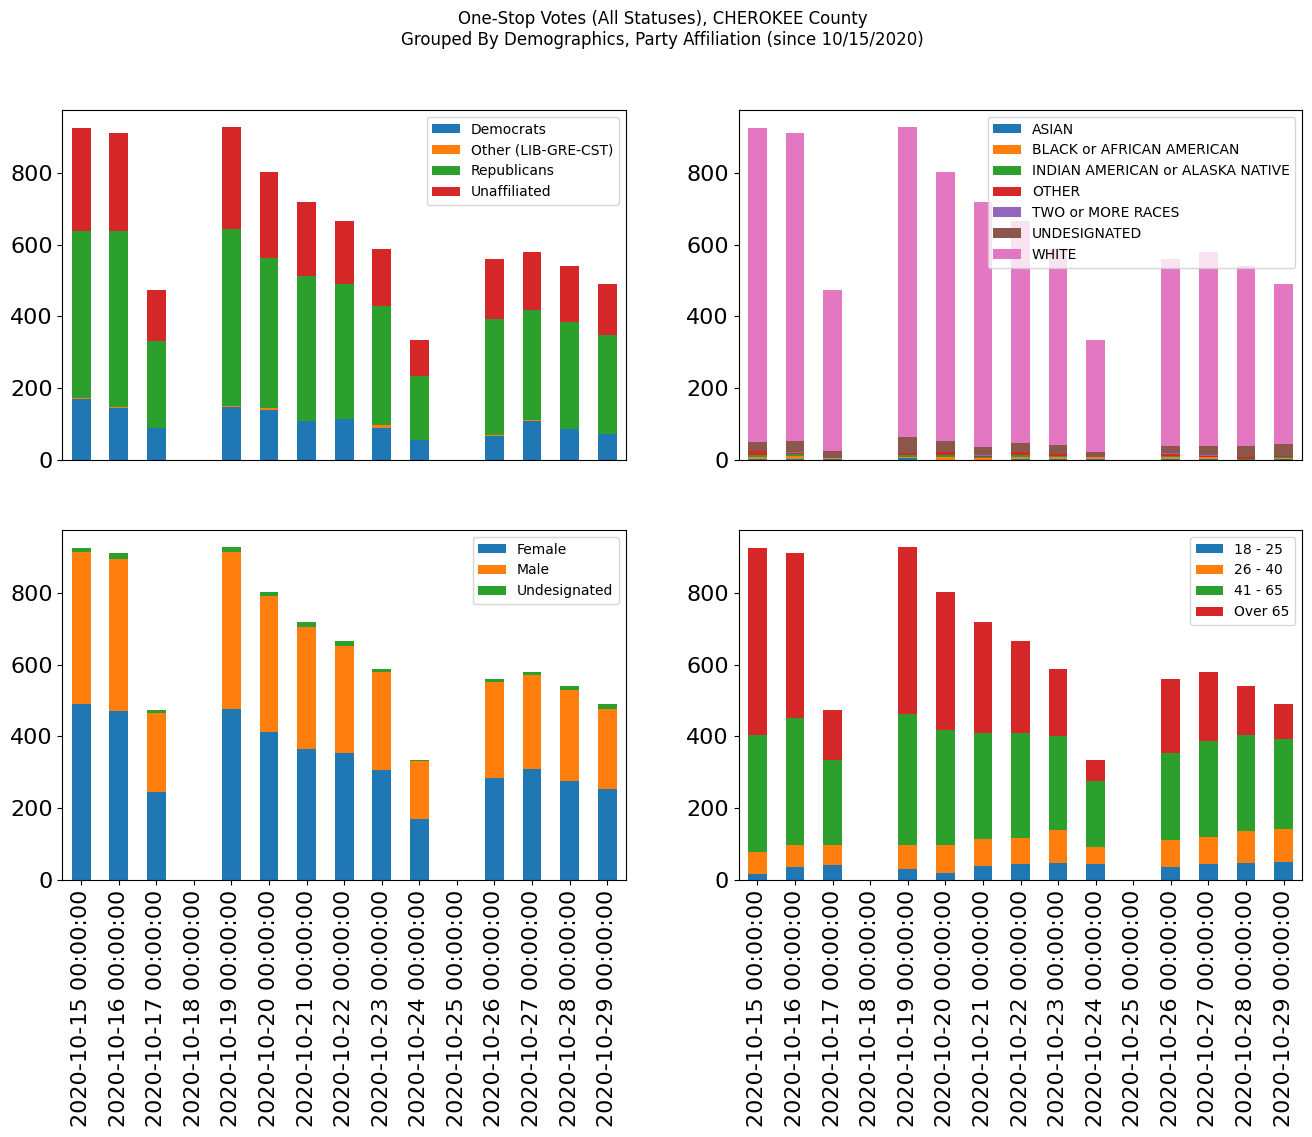 One-Stop Votes (All Statuses), CHEROKEE County
Grouped By Demographics, Party Affiliation (since 10/15/2020)
800
600
400
200
0
Democrats
Other (LIB-GRE-CST)
Republicans
Unaffiliated
800
600
400
200
0
ASIAN
BLACK or AFRICAN AMERICAN
INDIAN AMERICAN or ALASKA NATIVE
OTHER
TWO or MORE RACES
UNDESIGNATED
WHITE
800
600
400
200
0
Female
Male
Undesignated
2020-10-15 00:00:00
2020-10-16 00:00:00
2020-10-17 00:00:00
2020-10-18 00:00:00
2020-10-19 00:00:00
2020-10-20 00:00:00
2020-10-21 00:00:00
2020-10-22 00:00:00
2020-10-23 00:00:00
2020-10-24 00:00:00
2020-10-25 00:00:00
2020-10-26 00:00:00
2020-10-27 00:00:00
2020-10-28 00:00:00
2020-10-29 00:00:00
800
600
400
200
0
18 - 25
26 - 40
41 - 65
Over 65
2020-10-15 00:00:00
2020-10-16 00:00:00
2020-10-17 00:00:00
2020-10-18 00:00:00
2020-10-19 00:00:00
2020-10-20 00:00:00
2020-10-21 00:00:00
2020-10-22 00:00:00
2020-10-23 00:00:00
2020-10-24 00:00:00
2020-10-25 00:00:00
2020-10-26 00:00:00
2020-10-27 00:00:00
2020-10-28 00:00:00
2020-10-29 00:00:00